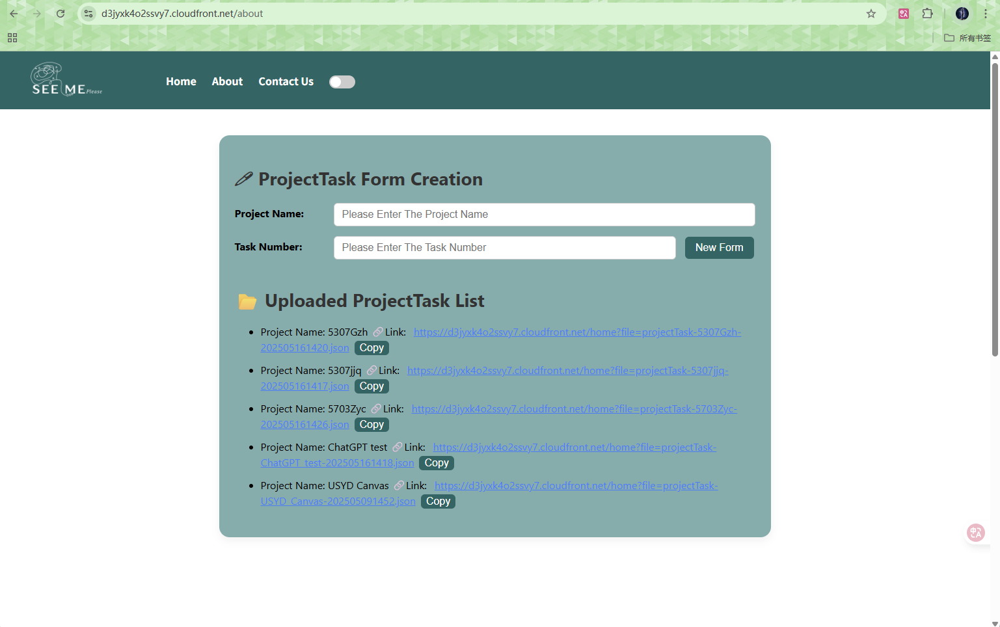 d3jyxk4o2ssvy7.cloudfront.net/about
所有书签
SEE ME Please
Home About Contact Us
ProjectTask Form Creation
Project Name: Please Enter The Project Name
Task Number: Please Enter The Task Number New Form
Uploaded ProjectTask List
Project Name: 5307Gzh Link: https://d3jyxk4o2ssvy7.cloudfront.net/home?file=projectTask-5307Gzh-
202505161420.json Copy
Project Name: 5307jjq Link: https://d3jyxk4o2ssvy7.cloudfront.net/home?file=projectTask-5307jjq-
202505161417.json Copy
Project Name: 5703Zyc Link: https://d3jyxk4o2ssvy7.cloudfront.net/home?file=projectTask-5703Zyc-
202505161426.json Copy
Project Name: ChatGPT test Link: https://d3jyxk4o2ssvy7.cloudfront.net/home?file=projectTask-
ChatGPT_test-202505161418.json Copy
Project Name: USYD Canvas Link: https://d3jyxk4o2ssvy7.cloudfront.net/home?file=projectTask-
USYD_Canvas-202505091452.json Copy